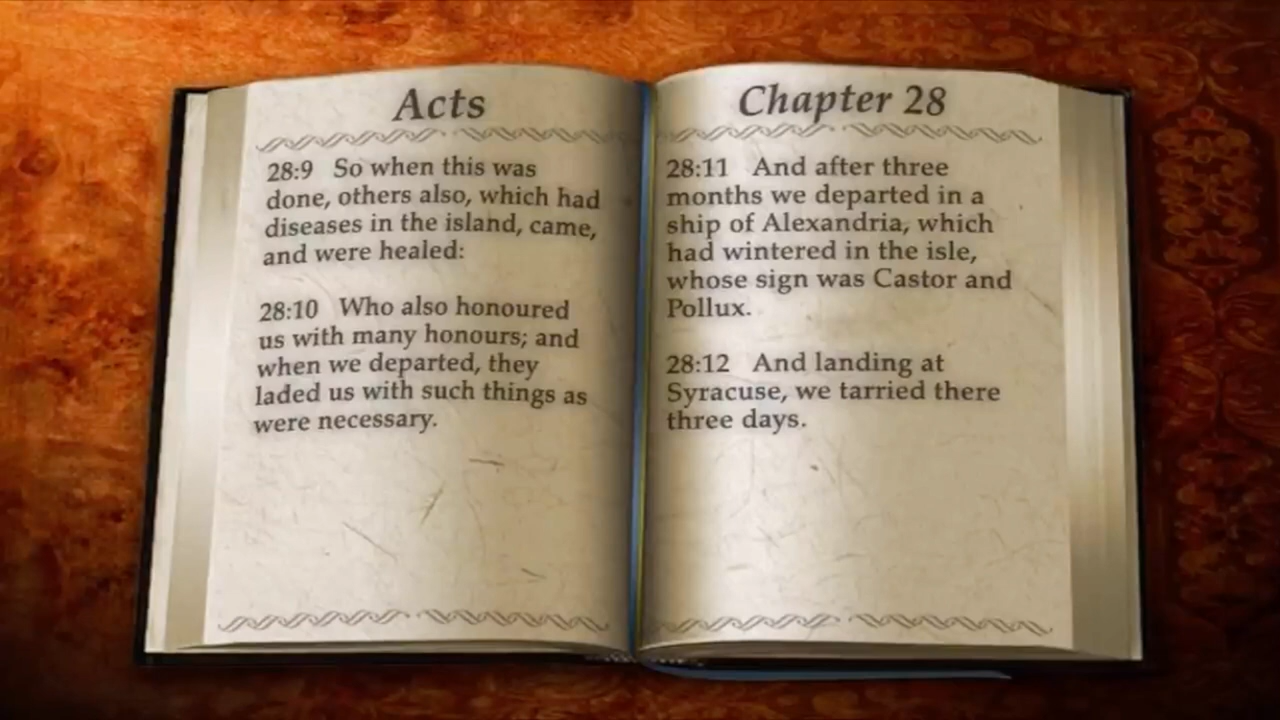 Acts
28:9 So when this was
done, others also, which had
diseases in the island, came,
and were healed:
28:10 Who also honoured
us with many honours; and
when we departed, they
laded us with such things as
were necessary.
Chapter 28
28:11 And after three
months we departed in a
ship of Alexandria, which
had wintered in the isle,
whose sign was Castor and
Pollux.
28:12 And landing at
Syracuse, we tarried there
three days.